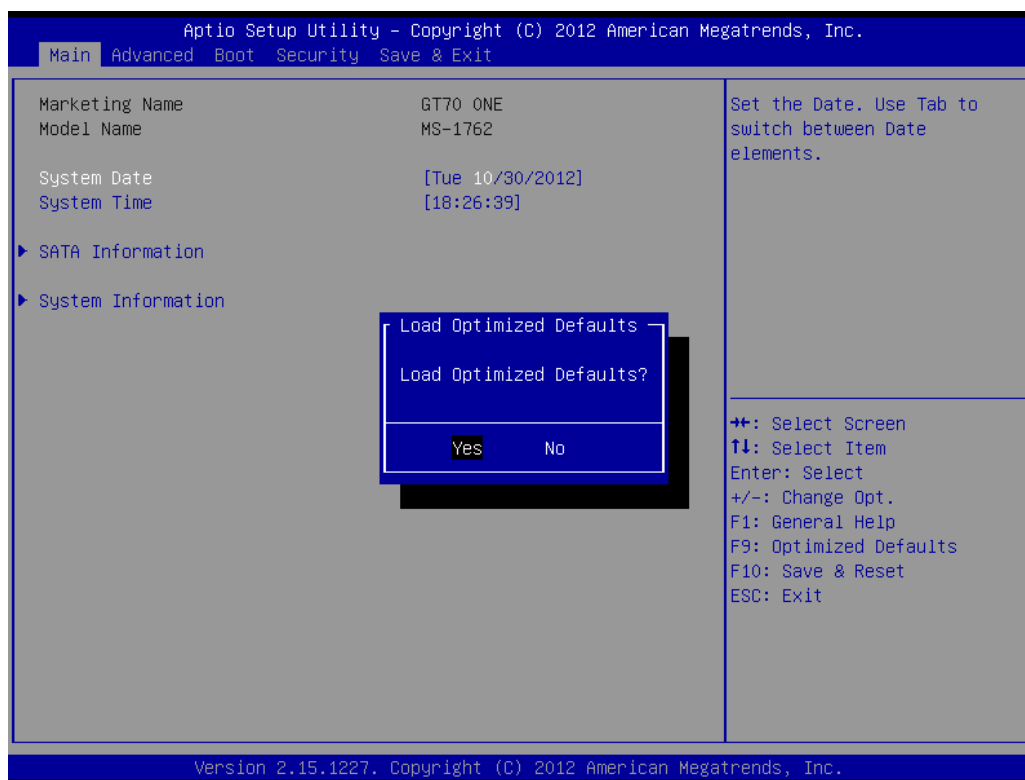 Aptio Setup Utility – Copyright (C) 2012 American Megatrends, Inc.
Main Advanced Boot Security Save & Exit
Marketing Name GT70 ONE
Model Name MS-1762
System Date [Tue 10/30/2012]
System Time [18:26:39]
SATA Information
System Information
Load Optimized Defaults
Load Optimized Defaults?
Yes No
Set the Date. Use Tab to
switch between Date
elements.
→←: Select Screen
↑↓: Select Item
Enter: Select
+/-: Change Opt.
F1: General Help
F9: Optimized Defaults
F10: Save & Reset
ESC: Exit
Version 2.15.1227. Copyright (C) 2012 American Megatrends, Inc.